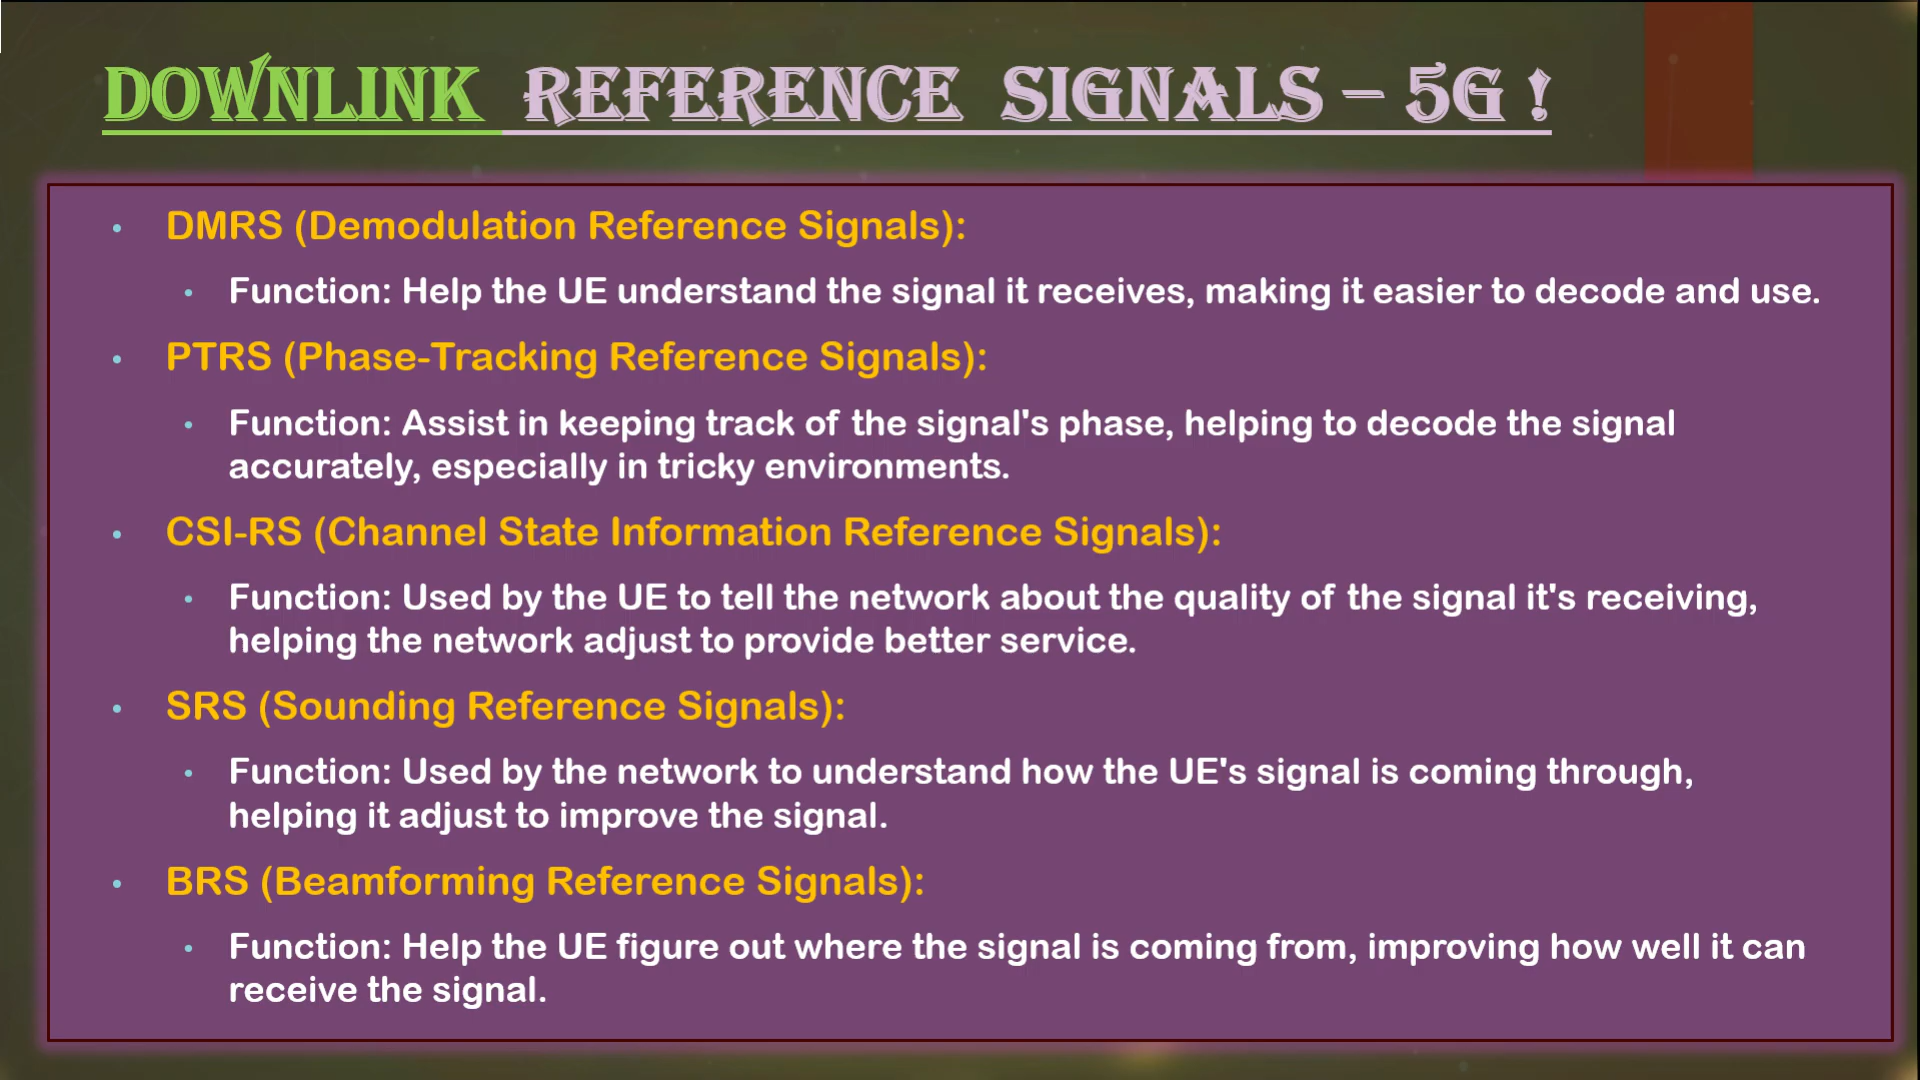 DOWNLINK REFERENCE SIGNALS – 5G !
• DMRS (Demodulation Reference Signals):
• Function: Help the UE understand the signal it receives, making it easier to decode and use.
• PTRS (Phase-Tracking Reference Signals):
• Function: Assist in keeping track of the signal's phase, helping to decode the signal
accurately, especially in tricky environments.
• CSI-RS (Channel State Information Reference Signals):
• Function: Used by the UE to tell the network about the quality of the signal it's receiving,
helping the network adjust to provide better service.
• SRS (Sounding Reference Signals):
• Function: Used by the network to understand how the UE's signal is coming through,
helping it adjust to improve the signal.
• BRS (Beamforming Reference Signals):
• Function: Help the UE figure out where the signal is coming from, improving how well it can
receive the signal.